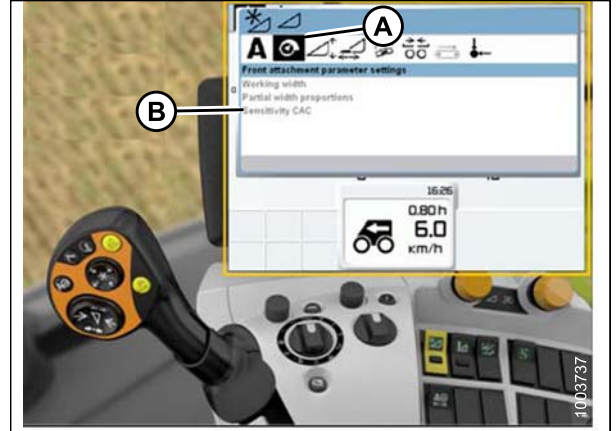 A
A
Front attachment parameter settings
Working width
Partial width proportions
B
Sensitivity CAC
16:26
0.80 h
6.0
km/h
1003737